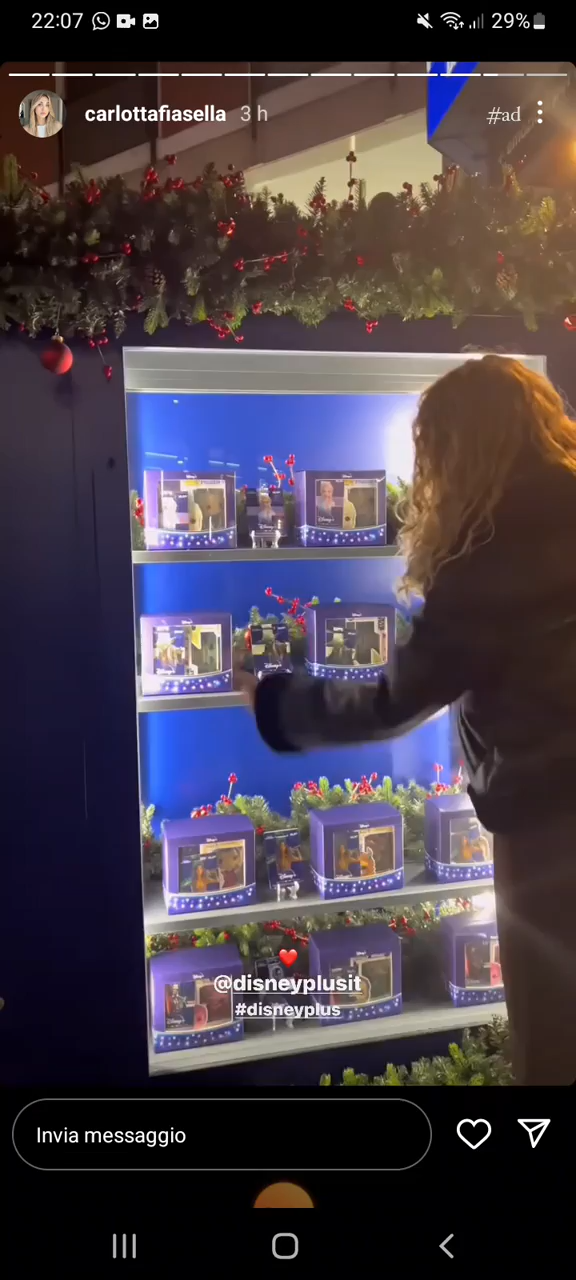 22:07
29%
carlottafiasella 3 h
#ad
@disneyplusit
#disneyplus
Invia messaggio